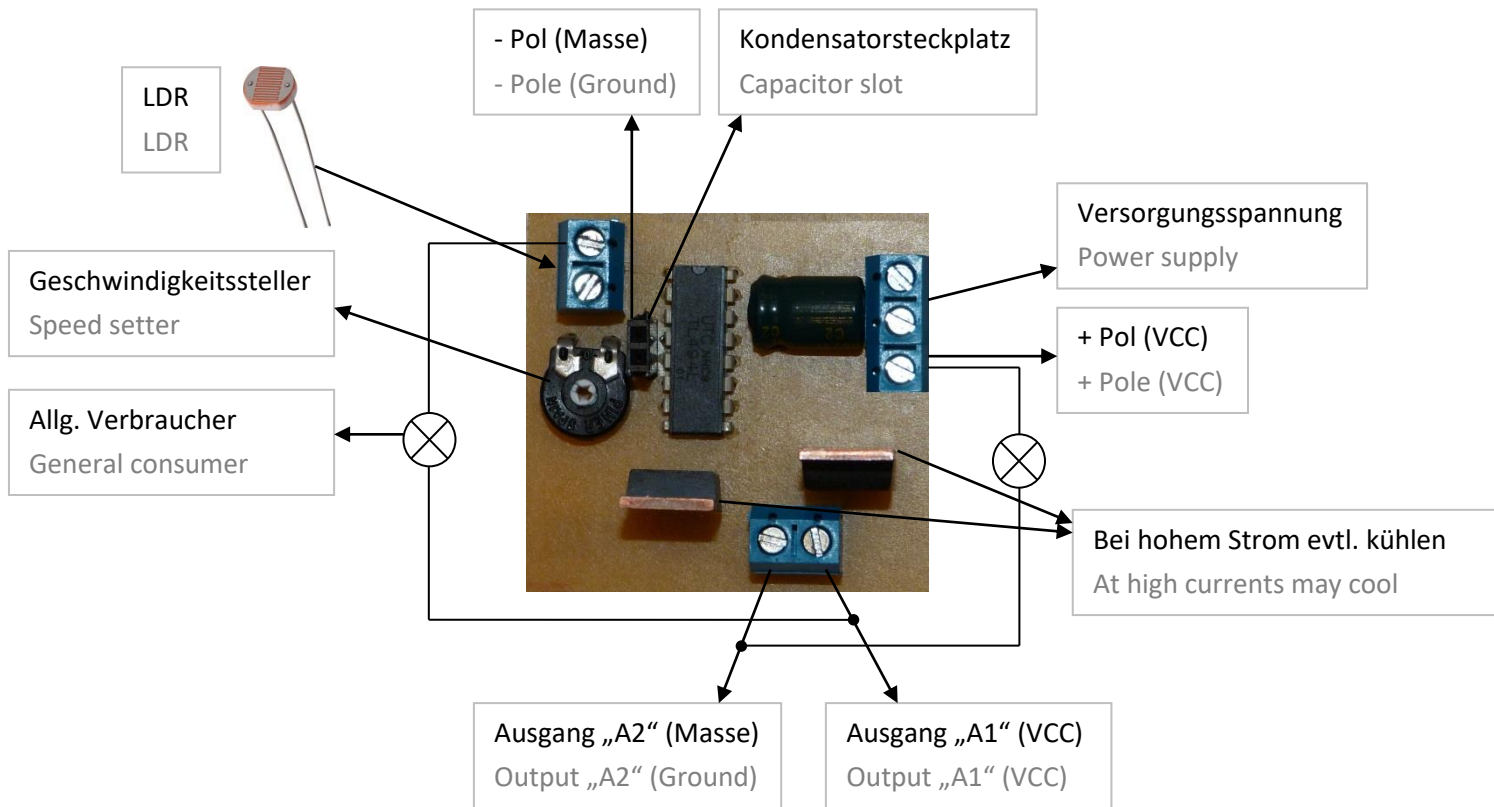 - Pol (Masse)
- Pole (Ground)
Kondensatorsteckplatz
Capacitor slot
LDR
LDR
Versorgungsspannung
Power supply
Geschwindigkeitssteller
Speed setter
+ Pol (VCC)
+ Pole (VCC)
Allg. Verbraucher
General consumer
UTC
Bei hohem Strom evtl. kühlen
At high currents may cool
Ausgang „A2“ (Masse)
Output „A2“ (Ground)
Ausgang „A1“ (VCC)
Output „A1“ (VCC)